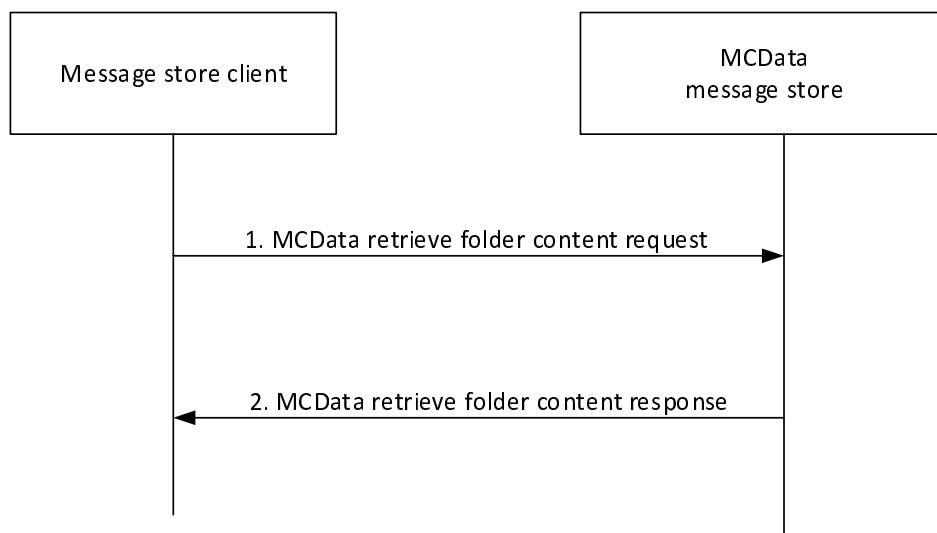 Message store client
MCData
message store
1. MCData retrieve folder content request
2. MCData retrieve folder content response